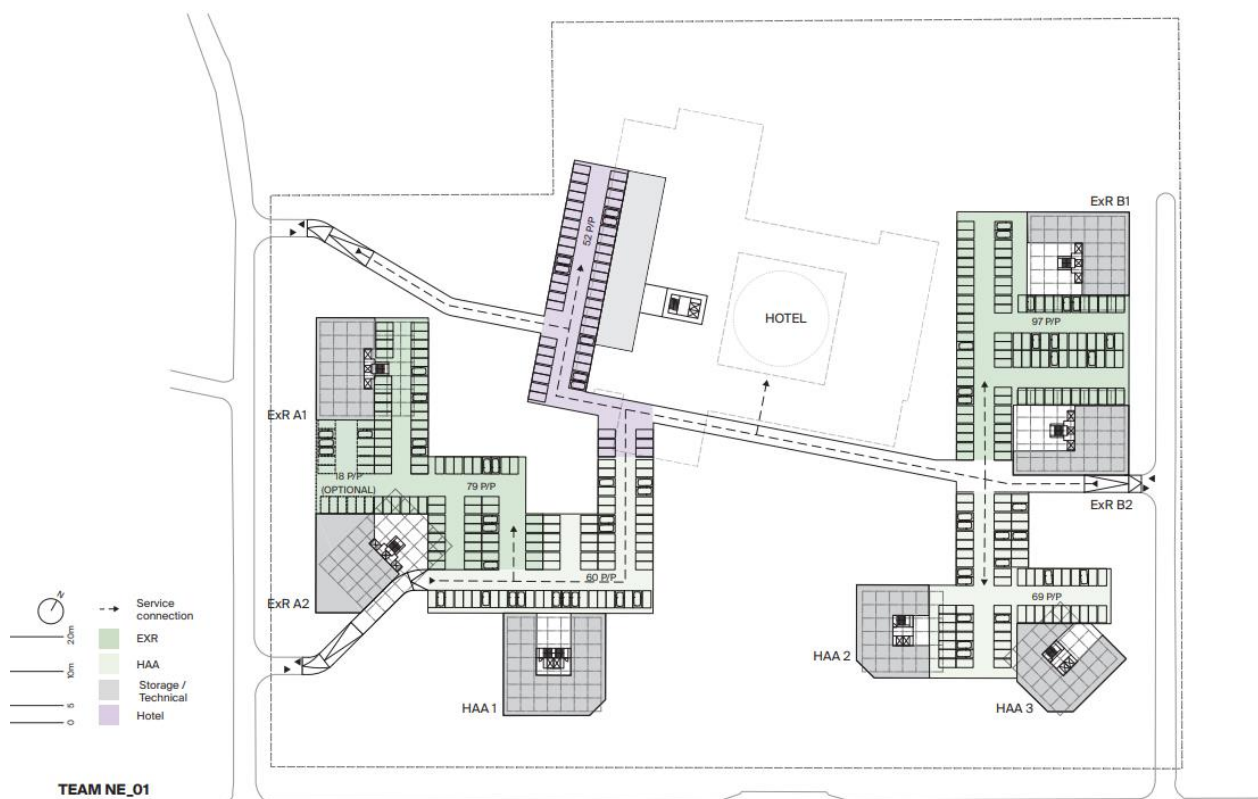 ExR B1
52 P/P
HOTEL
97 P/P
ExR A1
18 P/P
(OPTIONAL)
79 P/P
ExR B2
60 P/P
69 P/P
ExR A2
HAA 2
HAA 1
HAA 3
N
20m
10m
5
0
Service
connection
EXR
HAA
Storage /
Technical
Hotel
TEAM NE_01